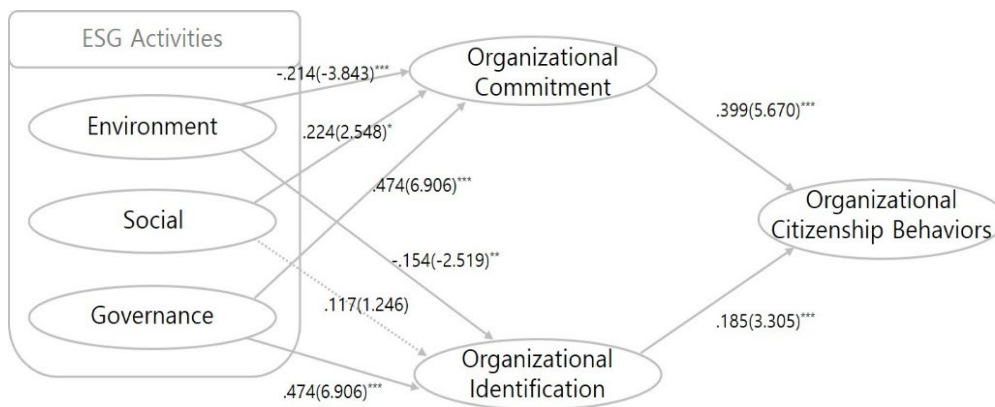 ESG Activities
Environment
Social
Governance
-.214(-3.843)***
.224(2.548)*
.474(6.906)***
-.154(-2.519)**
.117(1.246)
.474(6.906)***
Organizational
Commitment
Organizational
Identification
.399(5.670)***
.185(3.305)***
Organizational
Citizenship Behaviors